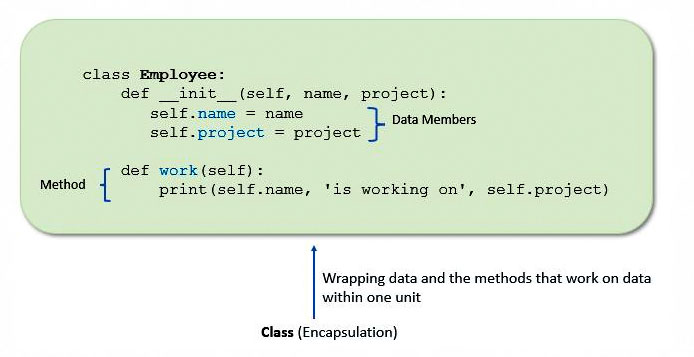 class Employee:
def __init__(self, name, project):
self.name = name
self.project = project
Data Members
Method
def work(self):
print(self.name, 'is working on', self.project)
Wrapping data and the methods that work on data
within one unit
Class (Encapsulation)